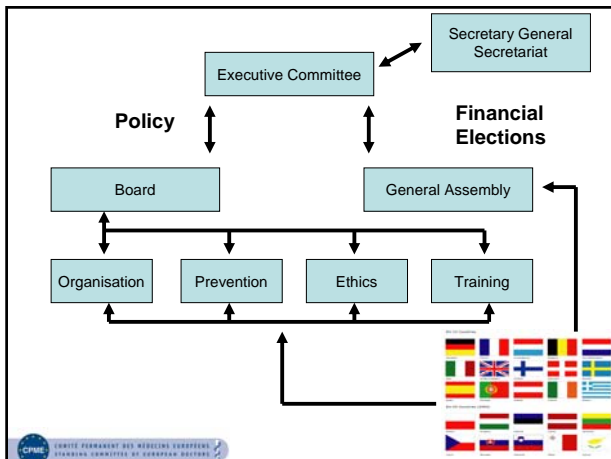 Secretary General
Secretariat
Executive Committee
Policy
Financial
Elections
Board
General Assembly
Organisation
Prevention
Ethics
Training
CPME
COMITÉ PERMANENT DES MÉDECINS EUROPÉENS
STANDING COMMITTEE OF EUROPEAN DOCTORS